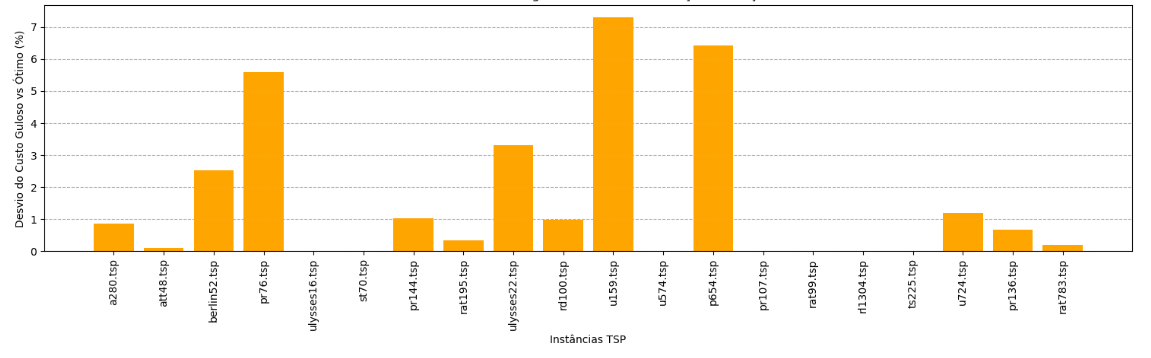 Desvio do Custo Guloso vs Ótimo (%)
7
6
5
4
3
2
1
0
a280.tsp
att48.tsp
berlin52.tsp
pr76.tsp
ulysses16.tsp
st70.tsp
pr144.tsp
rat195.tsp
ulysses22.tsp
rd100.tsp
u159.tsp
u574.tsp
p654.tsp
pr107.tsp
rat99.tsp
rl1304.tsp
ts225.tsp
u724.tsp
pr136.tsp
rat783.tsp
Instâncias TSP